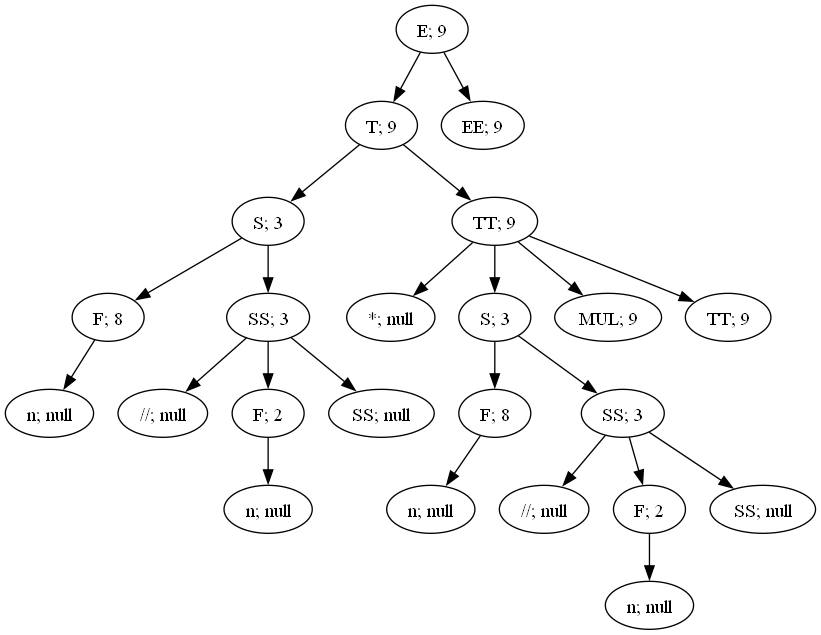 E; 9
T; 9
EE; 9
S; 3
TT; 9
F; 8
SS; 3
*; null
S; 3
MUL; 9
TT; 9
n; null
//; null
F; 2
SS; null
F; 8
SS; 3
n; null
n; null
//; null
F; 2
SS; null
n; null